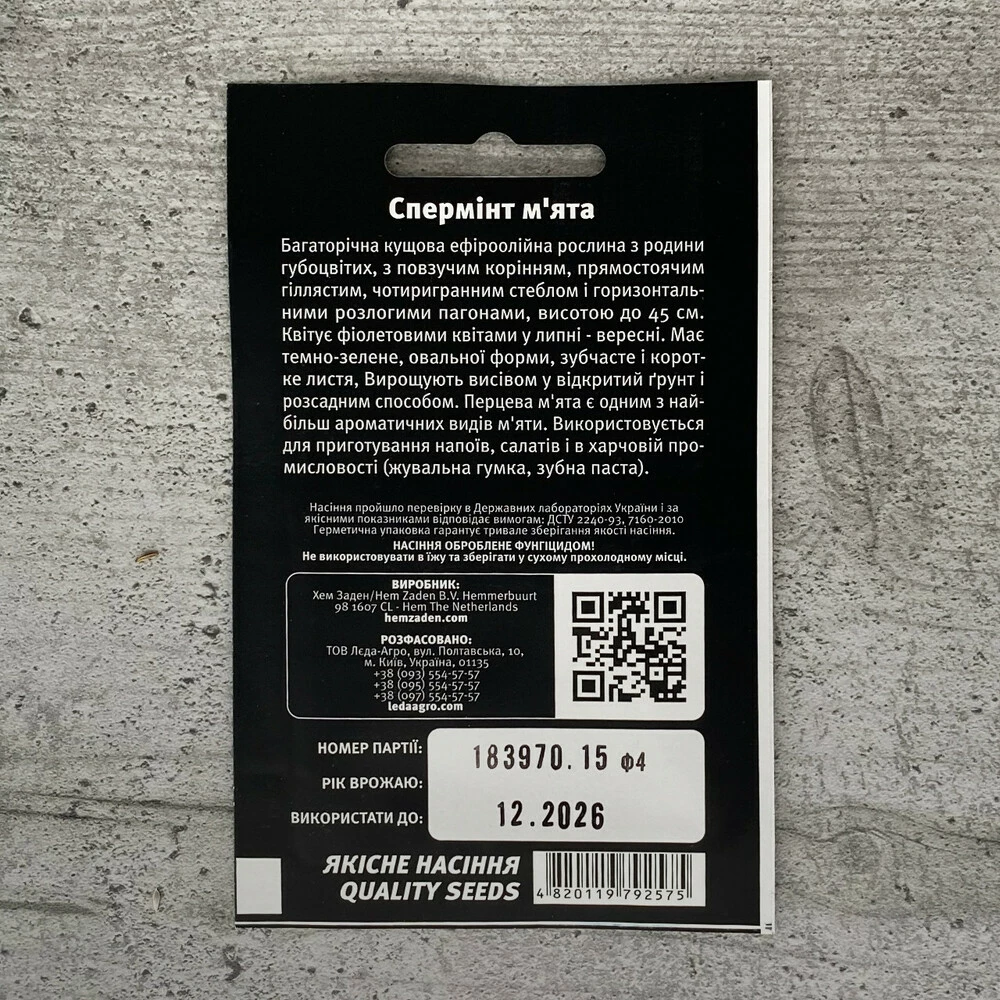 Спермінт м'ята
Багаторічна кущова ефіроолійна рослина з родини
губоцвітих, з повзучим корінням, прямостоячим
гіллястим, чотиригранним стеблом і горизонталь-
ними розлогими пагонами, висотою до 45 см.
Квітує фіолетовими квітами у липні - вересні. Має
темно-зелене, овальної форми, зубчасте і корот-
ке листя, Вирощують висівом у відкритий ґрунт і
розсадним способом. Перцева м'ята є одним з най-
більш ароматичних видів м'яти. Використовується
для приготування напоїв, салатів і в харчовій про-
мисловості (жувальна гумка, зубна паста).
Насіння пройшло перевірку в Державних лабораторіях України і за
якісними показниками відповідає вимогам: ДСТУ 2240-93, 7160-2010
Герметична упаковка гарантує тривале зберігання якості насіння.
НАСІННЯ ОБРОБЛЕНЕ ФУНГІЦИДОМ!
Не використовувати в їжу та зберігати у сухому прохолодному місці.
ВИРОБНИК:
Хем Заден/Hem Zaden B.V. Hemmerbuurt
98 1607 CL - Hem The Netherlands
hemzaden.com
РОЗФАСОВАНО:
ТОВ Лєда-Агро, вул. Полтавська, 10,
м. Київ, Україна, 01135
+38 (093) 554-57-57
+38 (095) 554-57-57
+38 (097) 554-57-57
ledaagro.com
НОМЕР ПАРТІЇ: 183970.15 ф4
РІК ВРОЖАЮ:
ВИКОРИСТАТИ ДО: 12.2026
ЯКІСНЕ НАСІННЯ
QUALITY SEEDS
4 820119 792575